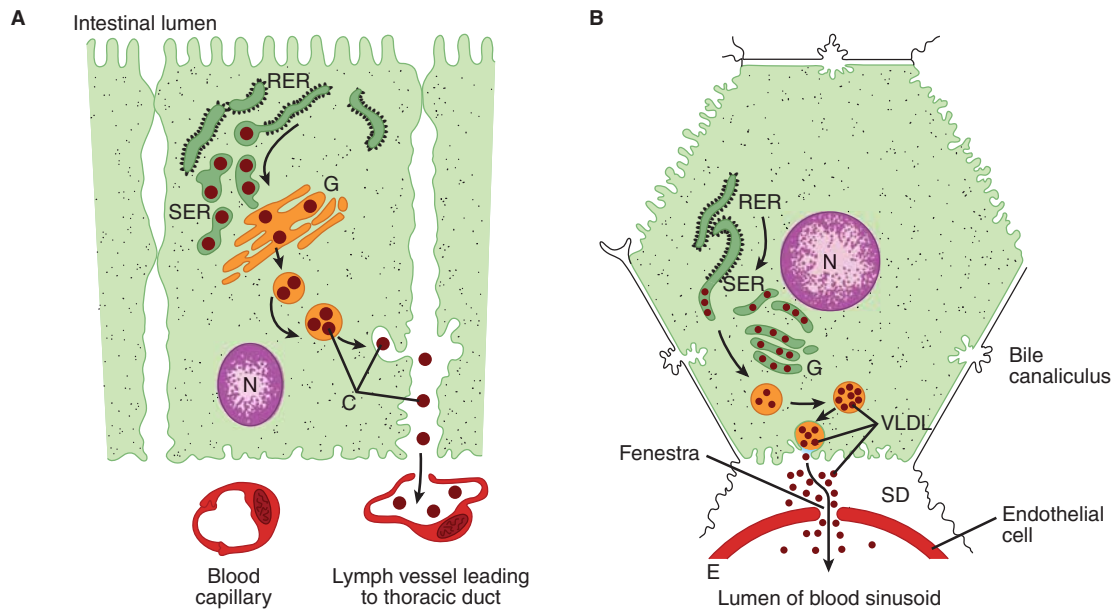 A
Intestinal lumen
RER
G
SER
N
C
Blood
capillary
Lymph vessel leading
to thoracic duct
B
RER
N
SER
G
Bile
canaliculus
VLDL
Fenestra
SD
Endothelial
cell
E
Lumen of blood sinusoid